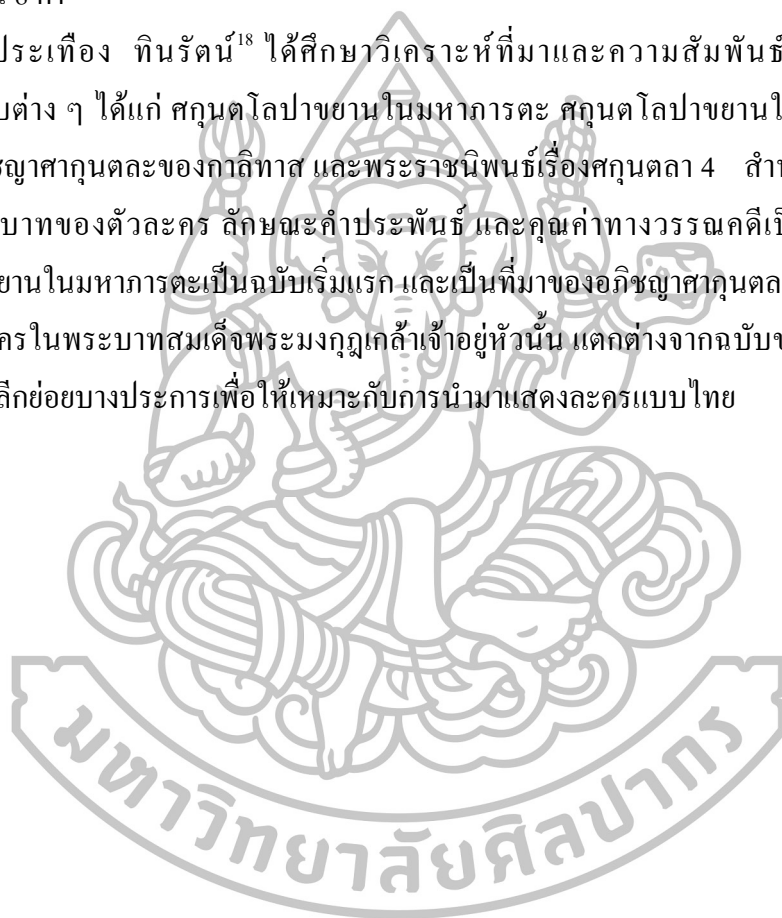 ประเทือง ทินรัตน์18 ได้ศึกษาวิเคราะห์ที่มาและความสัมพันธ์
ต่าง ๆ ได้แก่ ศกุนตโลปาขยานในมหาภารตะ ศกุนตโลปาขยานใ
ชญาศากุนตละของกาลิทาส และพระราชนิพนธ์เรื่องศกุนตลา 4 สำ
บาทของตัวละคร ลักษณะคำประพันธ์ และคุณค่าทางวรรณคดีเป็
ยานในมหาภารตะเป็นฉบับเริ่มแรก และเป็นที่มาของอภิชญาศากุนตล
ครในพระบาทสมเด็จพระมงกุฎเกล้าเจ้าอยู่หัวนั้น แตกต่างจากฉบับข
ลีกย่อยบางประการเพื่อให้เหมาะกับการนำมาแสดงละครแบบไทย
มหาวิทยาลัยศิลปากร